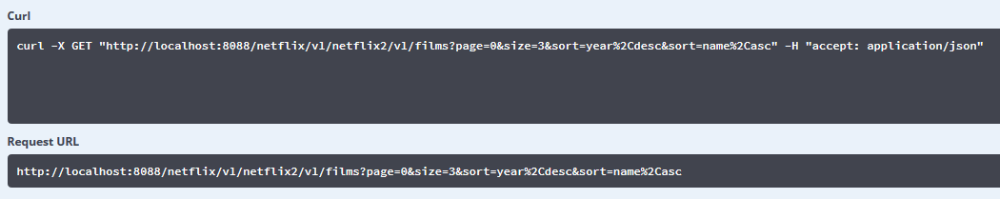 Curl
curl -X GET "http://localhost:8088/netflix/v1/netflix2/v1/films?page=0&size=3&sort=year%2Cdesc&sort=name%2Casc" -H "accept: application/json"
Request URL
http://localhost:8088/netflix/v1/netflix2/v1/films?page=0&size=3&sort=year%2Cdesc&sort=name%2Casc